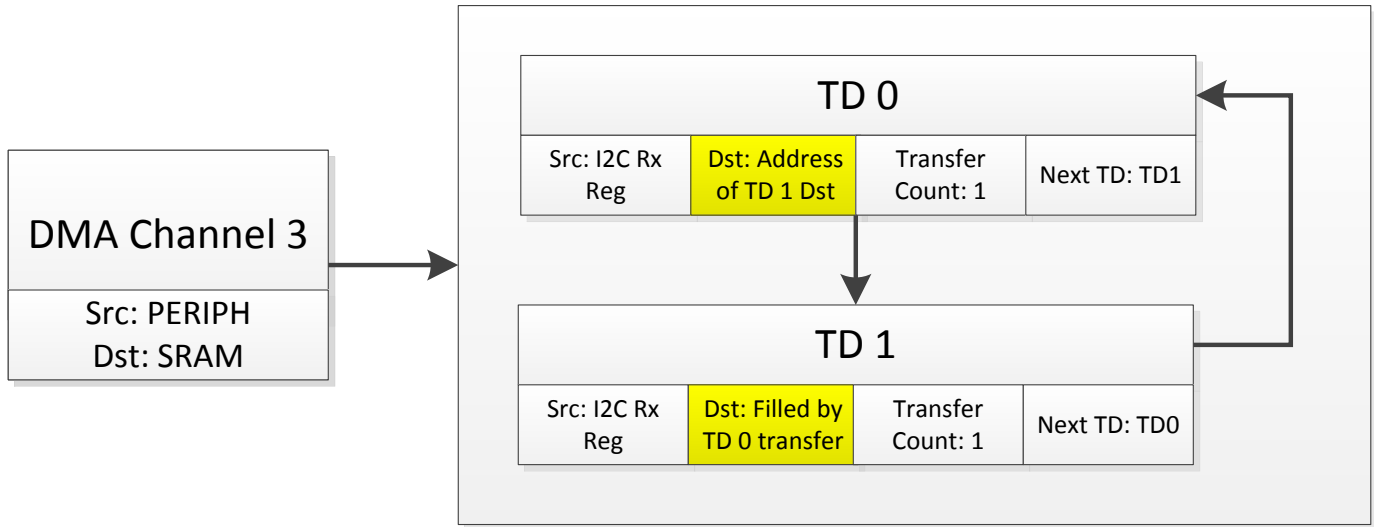 DMA Channel 3
Src: PERIPH
Dst: SRAM
TD 0
Src: I2C Rx
Reg
Dst: Address
of TD 1 Dst
Transfer
Count: 1
Next TD: TD1
TD 1
Src: I2C Rx
Reg
Dst: Filled by
TD 0 transfer
Transfer
Count: 1
Next TD: TD0